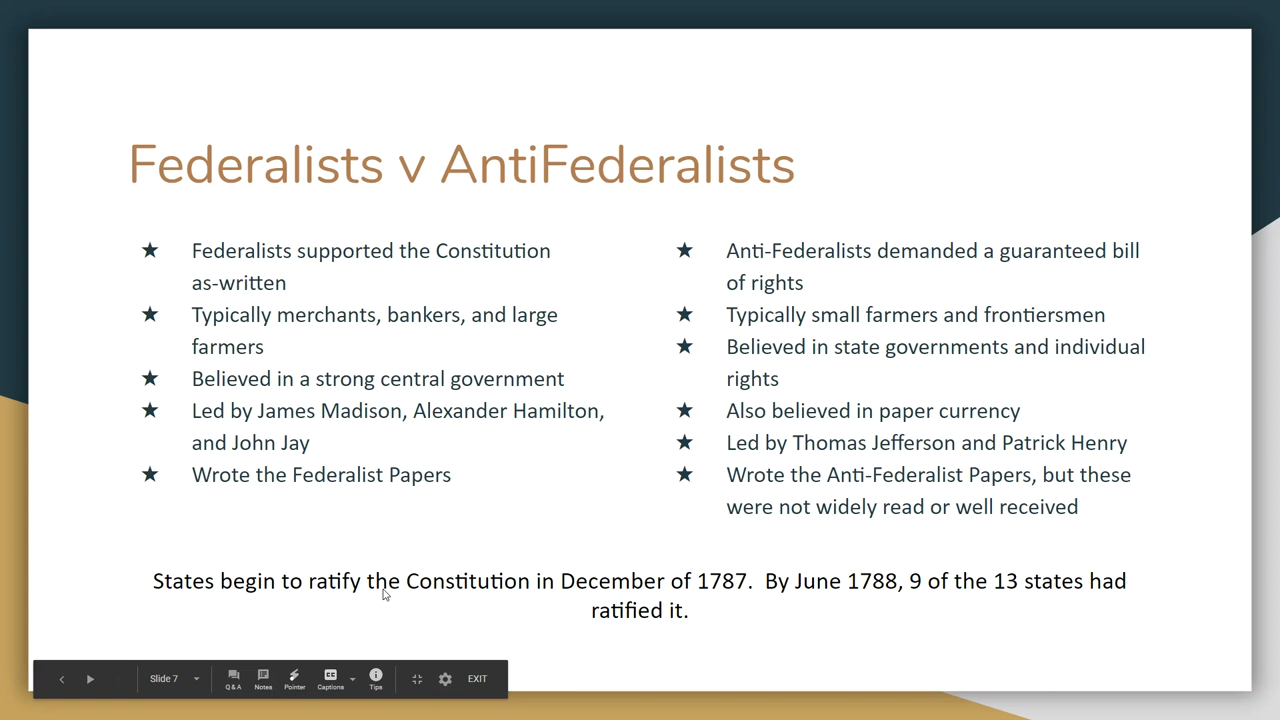 Federalists v AntiFederalists
★ Federalists supported the Constitution
as-written
★ Typically merchants, bankers, and large
farmers
★ Believed in a strong central government
★ Led by James Madison, Alexander Hamilton,
and John Jay
★ Wrote the Federalist Papers
★ Anti-Federalists demanded a guaranteed bill
of rights
★ Typically small farmers and frontiersmen
★ Believed in state governments and individual
rights
★ Also believed in paper currency
★ Led by Thomas Jefferson and Patrick Henry
★ Wrote the Anti-Federalist Papers, but these
were not widely read or well received
States begin to ratify the Constitution in December of 1787.  By June 1788, 9 of the 13 states had
ratified it.
Slide 7
Q & A
Notes
Pointer
CC
Captions
Tips
EXIT